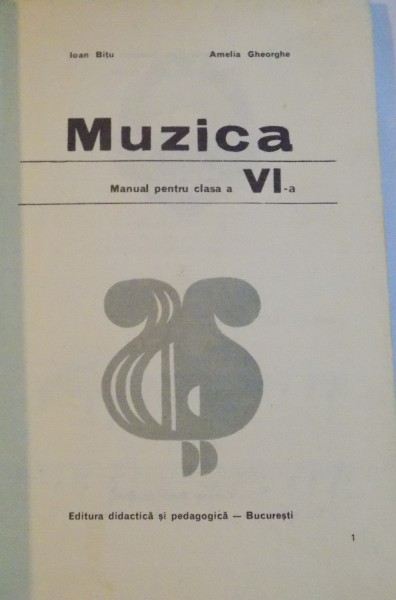 Ioan Bitu Amelia Gheorghe
Muzica
Manual pentru clasa a VI-a
Editura didactică și pedagogică — București
1